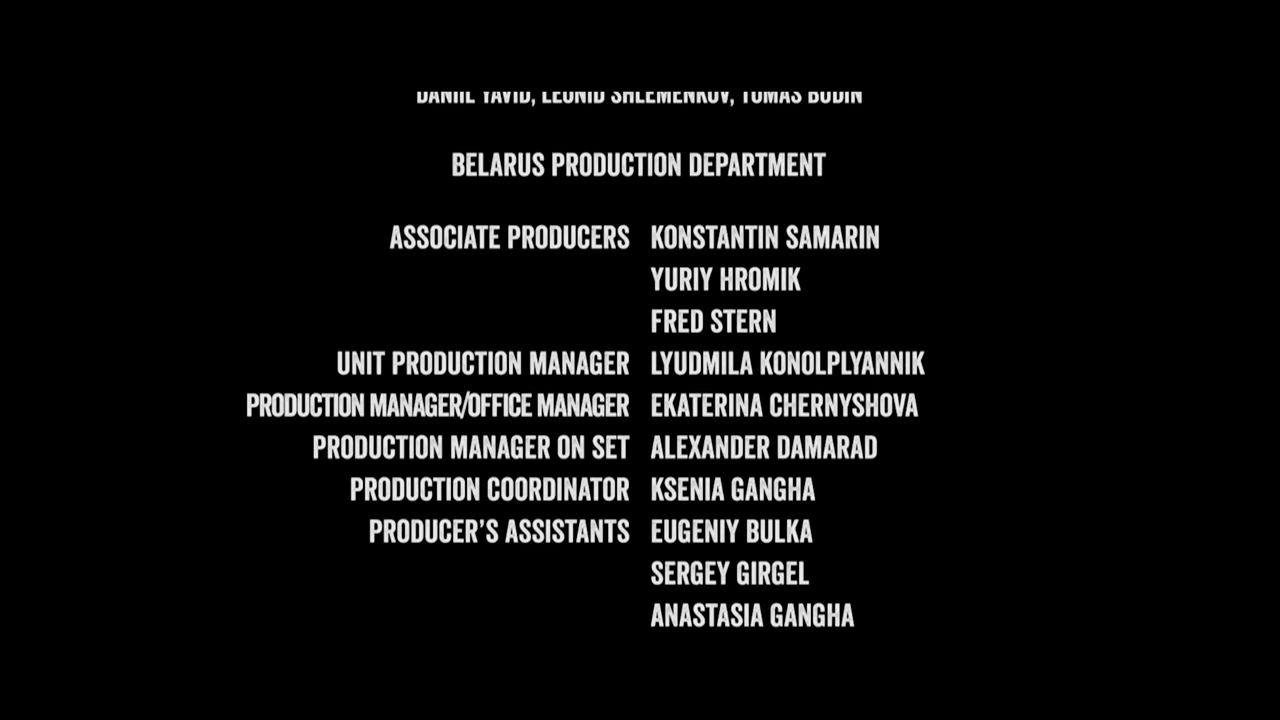 DANIIL YAVID, LEONID SHLEMENKOV, TOMAS BODIN
BELARUS PRODUCTION DEPARTMENT
ASSOCIATE PRODUCERS KONSTANTIN SAMARIN
YURIY HROMIK
FRED STERN
UNIT PRODUCTION MANAGER LYUDMILA KONOLPLYANNIK
PRODUCTION MANAGER/OFFICE MANAGER EKATERINA CHERNYSHOVA
PRODUCTION MANAGER ON SET ALEXANDER DAMARAD
PRODUCTION COORDINATOR KSENIA GANGHA
PRODUCER’S ASSISTANTS EUGENIY BULKA
SERGEY GIRGEL
ANASTASIA GANGHA